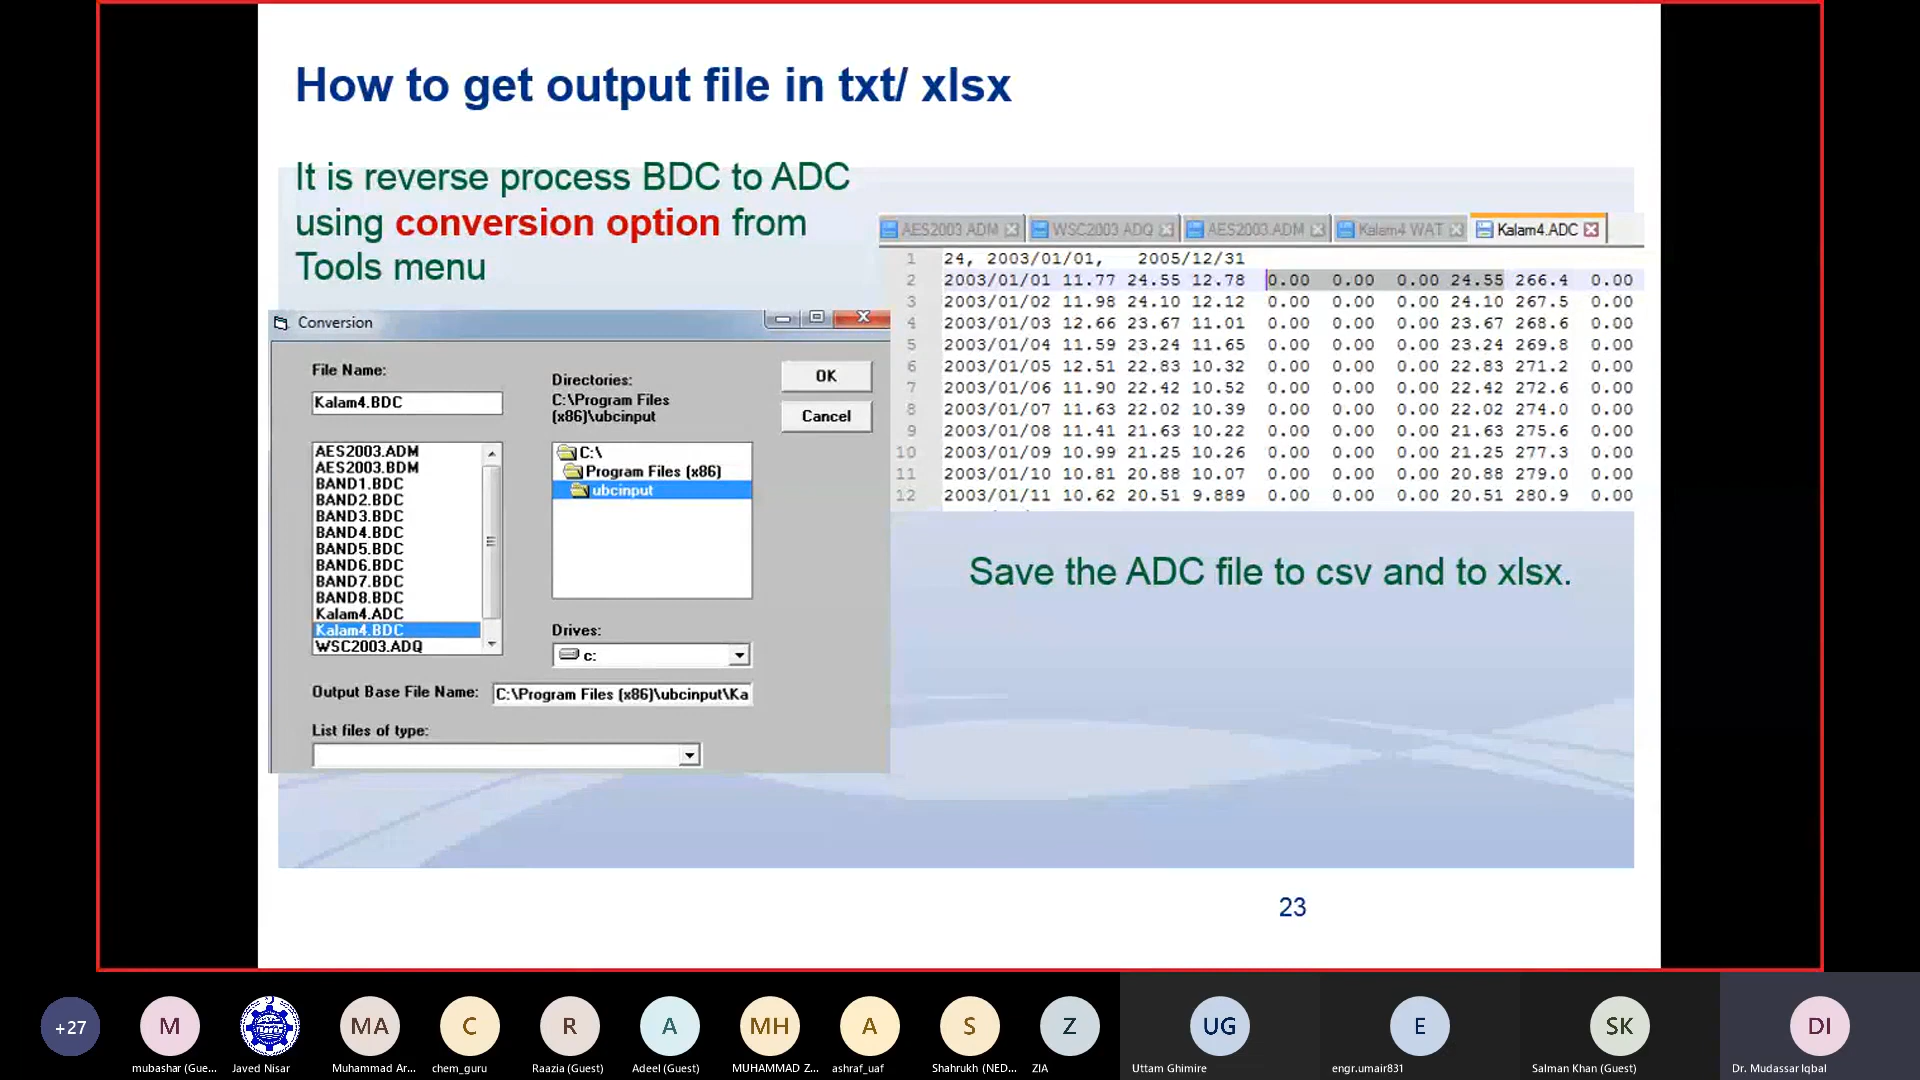 How to get output file in txt/ xlsx
It is reverse process BDC to ADC
using conversion option from
Tools menu
Conversion
File Name:
Kalam4.BDC
AES2003.ADM
AES2003.BDM
BAND1.BDC
BAND2.BDC
BAND3.BDC
BAND4.BDC
BAND5.BDC
BAND6.BDC
BAND7.BDC
BAND8.BDC
Kalam4.ADC
Kalam4.BDC
WSC2003.ADQ
Directories:
C:\Program Files
(x86)\ubcinput
C:\
Program Files (x86)
ubcinput
Drives:
c:
OK
Cancel
Output Base File Name: C:\Program Files (x86)\ubcinput\Ka
List files of type:
AES2003.ADM WSC2003.ADQ AES2003.ADM Kalam4.WAT Kalam4.ADC
1 24, 2003/01/01, 2005/12/31
2 2003/01/01 11.77 24.55 12.78 0.00 0.00 0.00 24.55 266.4 0.00
3 2003/01/02 11.98 24.10 12.12 0.00 0.00 0.00 24.10 267.5 0.00
4 2003/01/03 12.66 23.67 11.01 0.00 0.00 0.00 23.67 268.6 0.00
5 2003/01/04 11.59 23.24 11.65 0.00 0.00 0.00 23.24 269.8 0.00
6 2003/01/05 12.51 22.83 10.32 0.00 0.00 0.00 22.83 271.2 0.00
7 2003/01/06 11.90 22.42 10.52 0.00 0.00 0.00 22.42 272.6 0.00
8 2003/01/07 11.63 22.02 10.39 0.00 0.00 0.00 22.02 274.0 0.00
9 2003/01/08 11.41 21.63 10.22 0.00 0.00 0.00 21.63 275.6 0.00
10 2003/01/09 10.99 21.25 10.26 0.00 0.00 0.00 21.25 277.3 0.00
11 2003/01/10 10.81 20.88 10.07 0.00 0.00 0.00 20.88 279.0 0.00
12 2003/01/11 10.62 20.51 9.889 0.00 0.00 0.00 20.51 280.9 0.00
Save the ADC file to csv and to xlsx.
23
+27 M MA C R A MH A S Z UG E SK DI
mubashar (Gue... Javed Nisar Muhammad Ar... chem_guru Raazia (Guest) Adeel (Guest) MUHAMMAD Z... ashraf_uaf Shahrukh (NED... ZIA Uttam Ghimire engr.umair831 Salman Khan (Guest) Dr. Mudassar Iqbal